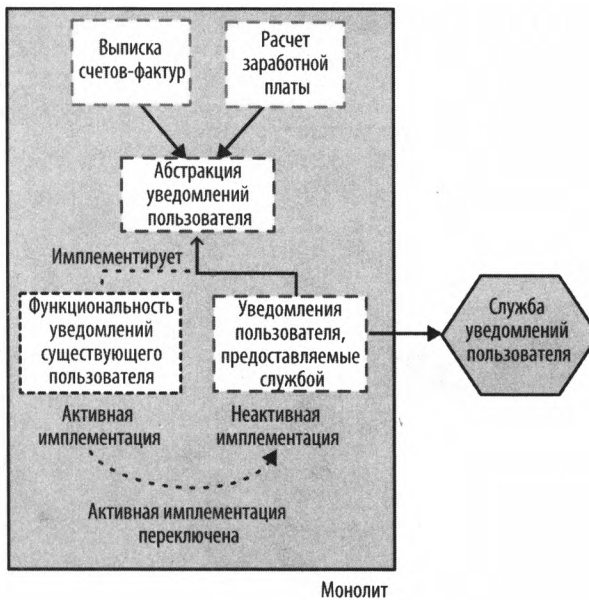 Выписка
счетов-фактур
Расчет
заработной
платы
Абстракция
уведомлений
пользователя
Имплементирует
Функциональность
уведомлений
существующего
пользователя
Уведомления
пользователя,
предоставляемые
службой
Служба
уведомлений
пользователя
Активная
имплементация
Неактивная
имплементация
Активная имплементация
переключена
Монолит